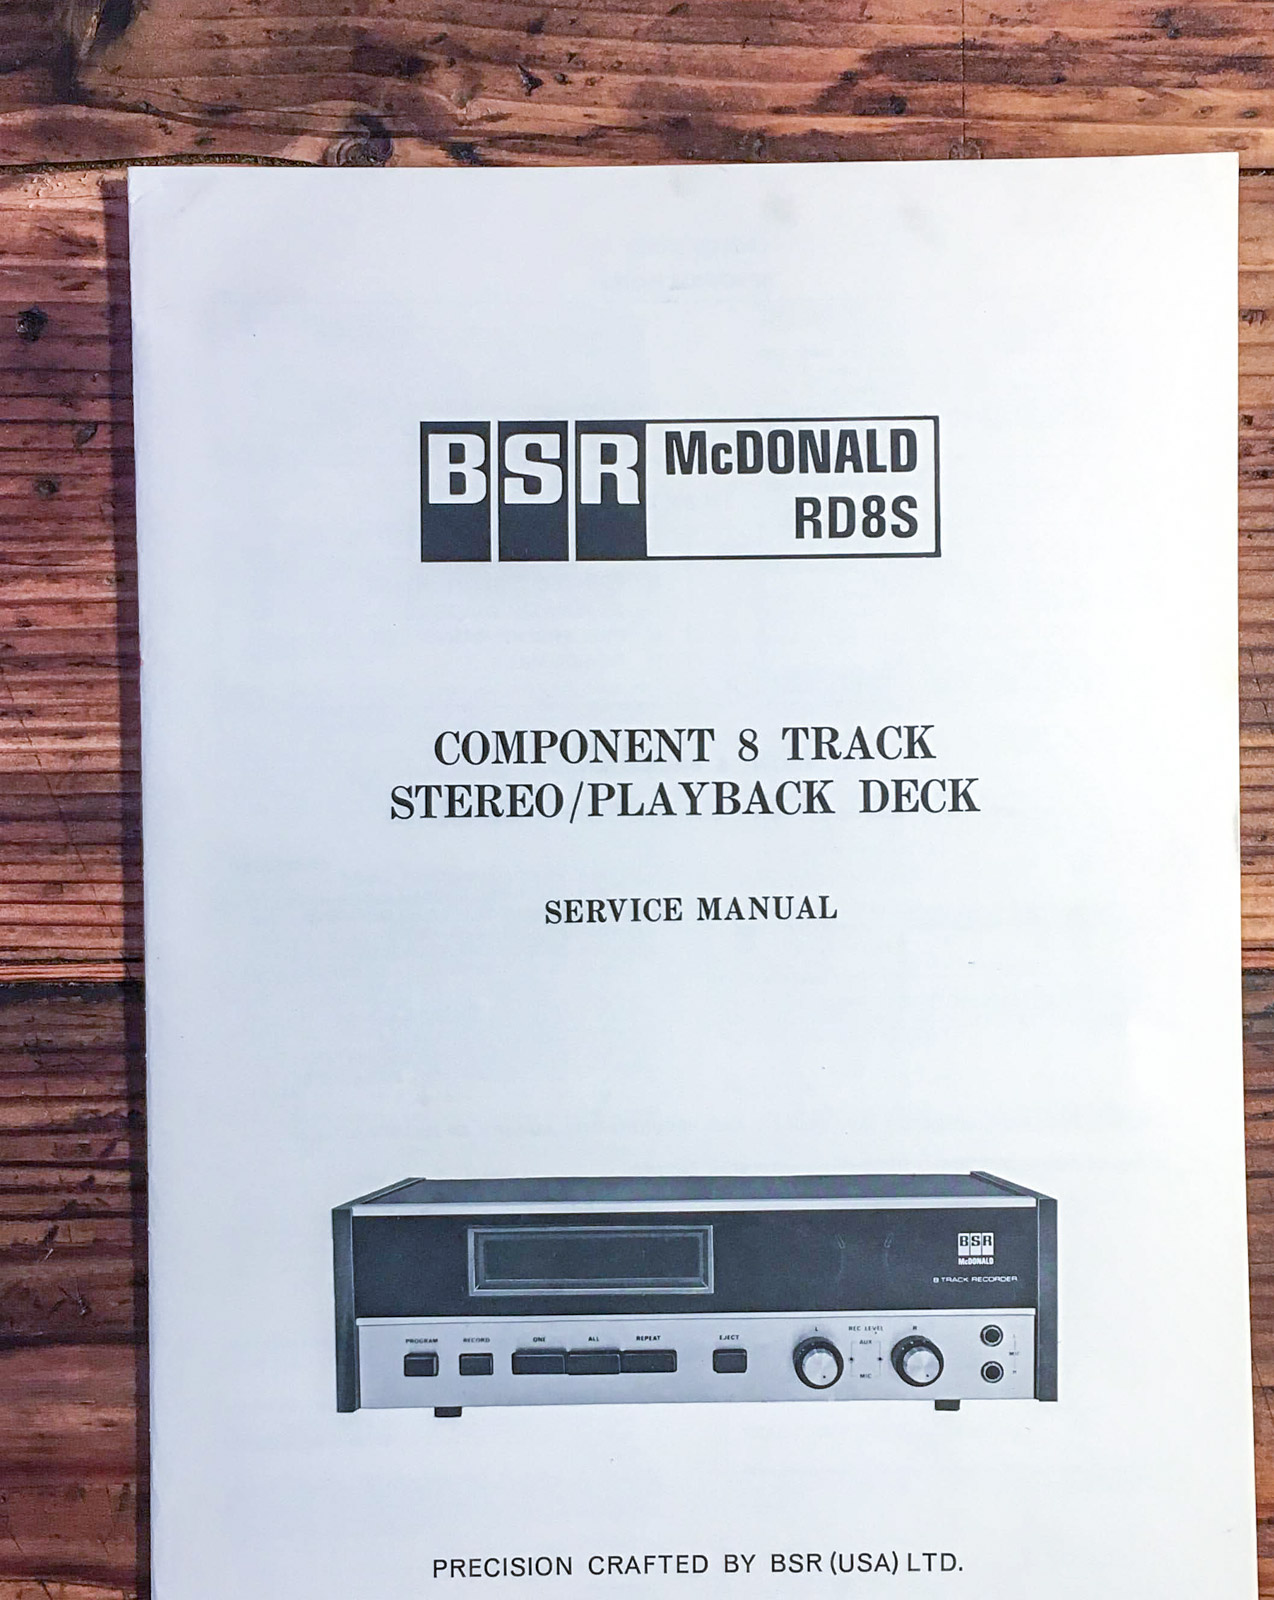 BSR McDONALD
RD8S
COMPONENT 8 TRACK
STEREO/PLAYBACK DECK
SERVICE MANUAL
BSR
McDONALD
8 TRACK RECORDER
PROGRAM RECORD ONE ALL REPEAT EJECT L REC LEVEL R
AUX
MIC
L
MIC
R
PRECISION CRAFTED BY BSR (USA) LTD.